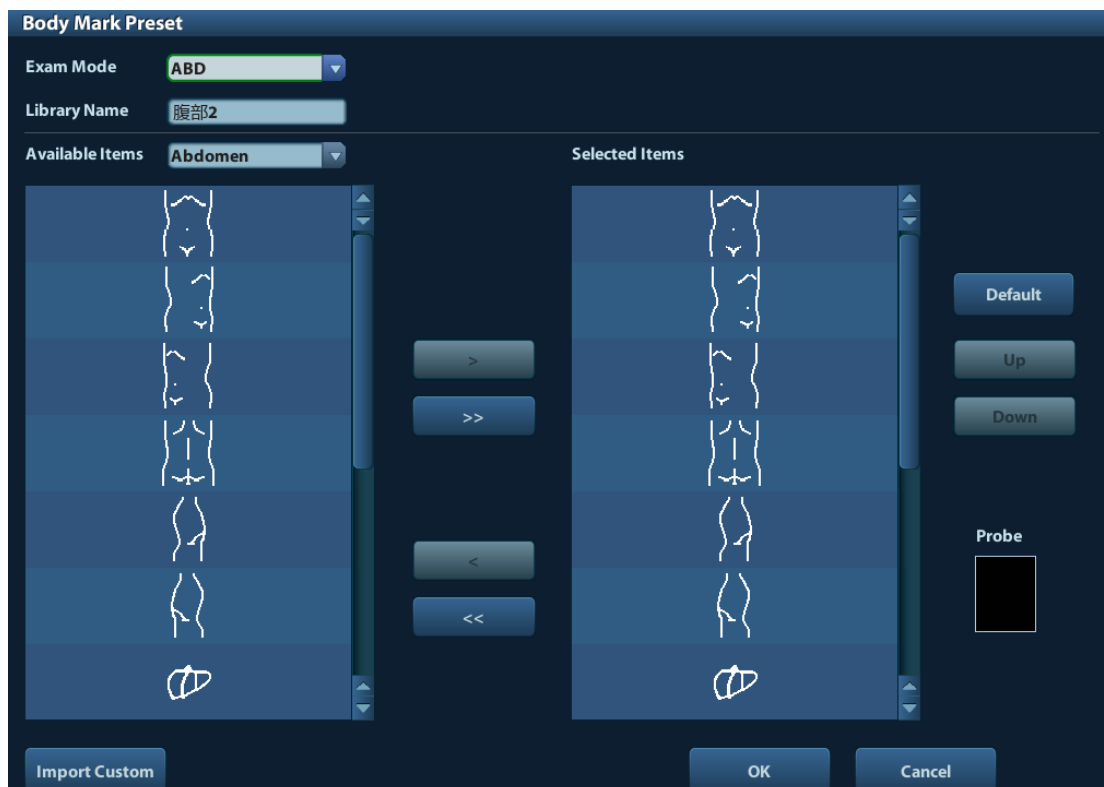 Body Mark Preset
Exam Mode ABD
Library Name 腹部2
Available Items Abdomen Selected Items
Default
> Up
>> Down
Probe
<
<<
Import Custom OK Cancel